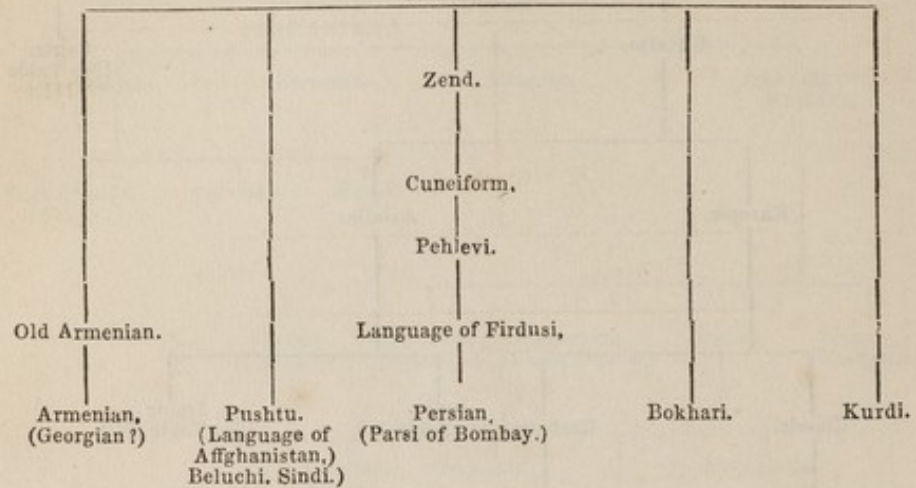 Zend.
Cuneiform.
Pehlevi.
Old Armenian.
Language of Firdusi,
Armenian,
(Georgian?)
Pushtu.
(Language of
Affghanistan,)
Beluchi. Sindi.)
Persian
(Parsi of Bombay.)
Bokhari.
Kurdi.